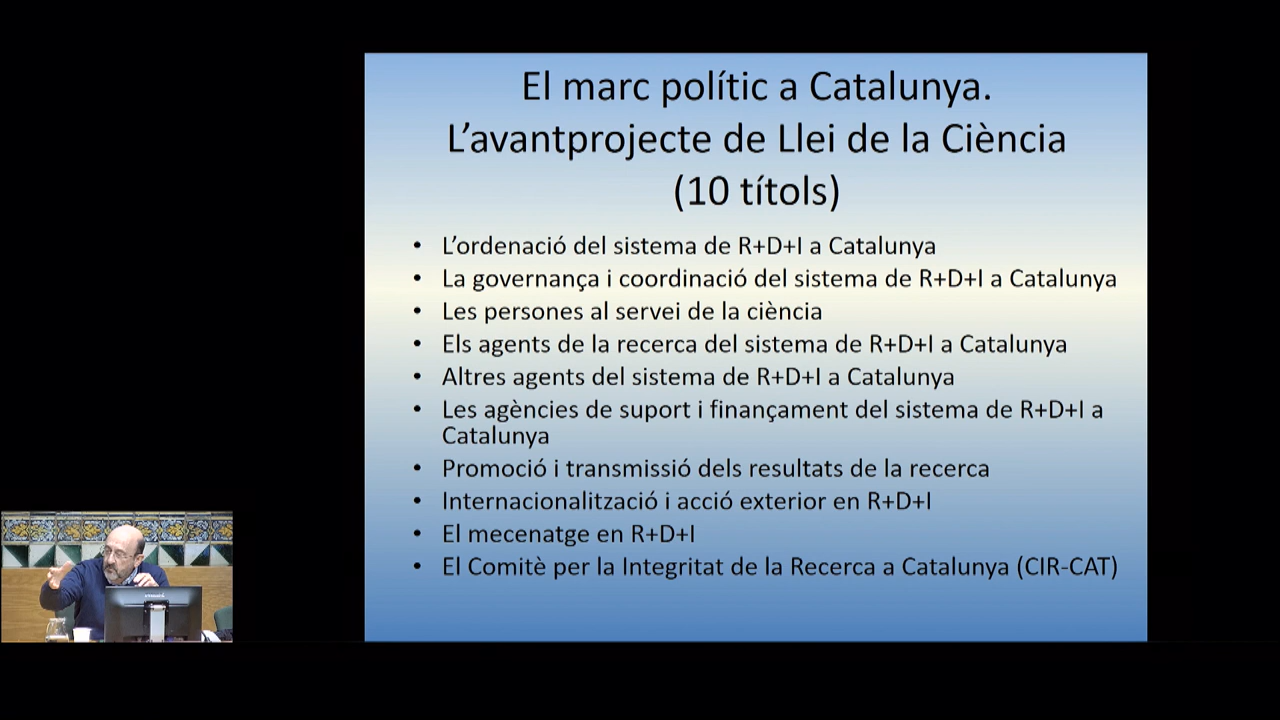 El marc polític a Catalunya.
L’avantprojecte de Llei de la Ciència
(10 títols)
• L’ordenació del sistema de R+D+I a Catalunya
• La governança i coordinació del sistema de R+D+I a Catalunya
• Les persones al servei de la ciència
• Els agents de la recerca del sistema de R+D+I a Catalunya
• Altres agents del sistema de R+D+I a Catalunya
• Les agències de suport i finançament del sistema de R+D+I a
Catalunya
• Promoció i transmissió dels resultats de la recerca
• Internacionalització i acció exterior en R+D+I
• El mecenatge en R+D+I
• El Comitè per la Integritat de la Recerca a Catalunya (CIR-CAT)